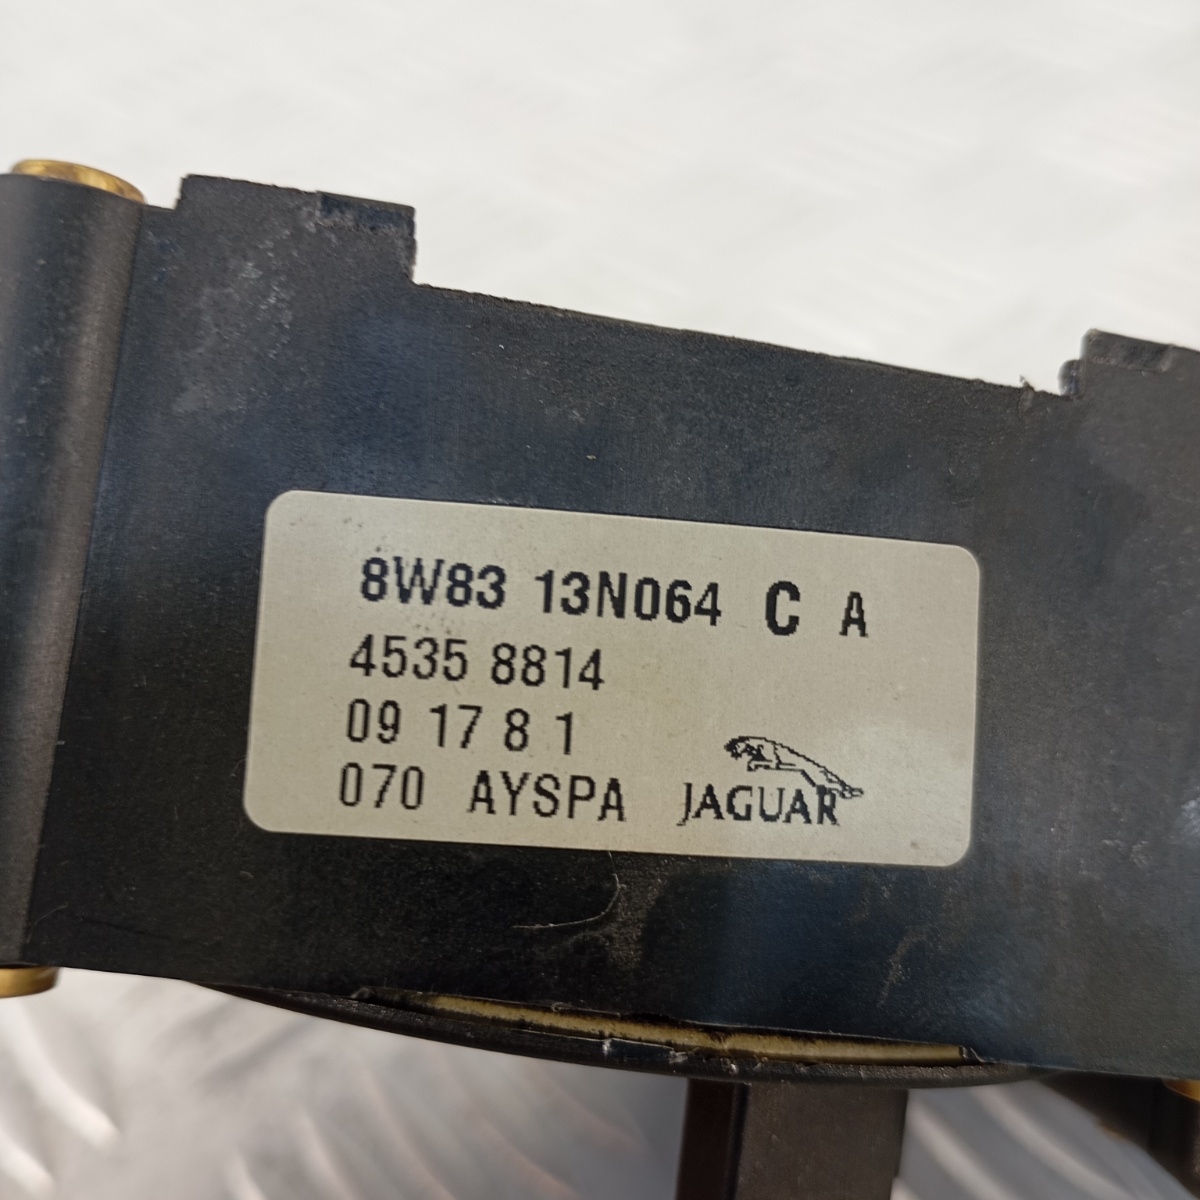 8W83 13N064 C A
4535 8814
09 17 8 1
070 AYSPA JAGUAR